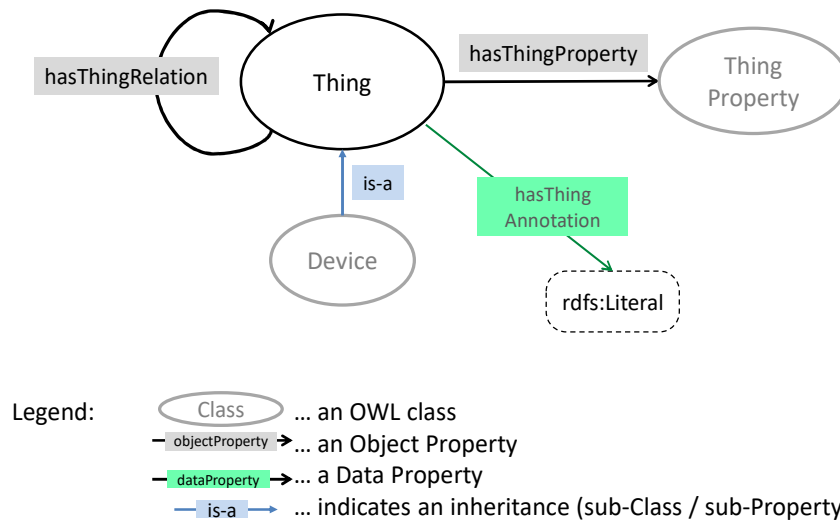 hasThingRelation
Thing
hasThingProperty
Thing
Property
is-a
hasThing
Annotation
Device
rdfs:Literal
Legend:
Class ... an OWL class
objectProperty ... an Object Property
dataProperty ... a Data Property
is-a ... indicates an inheritance (sub-Class / sub-Property